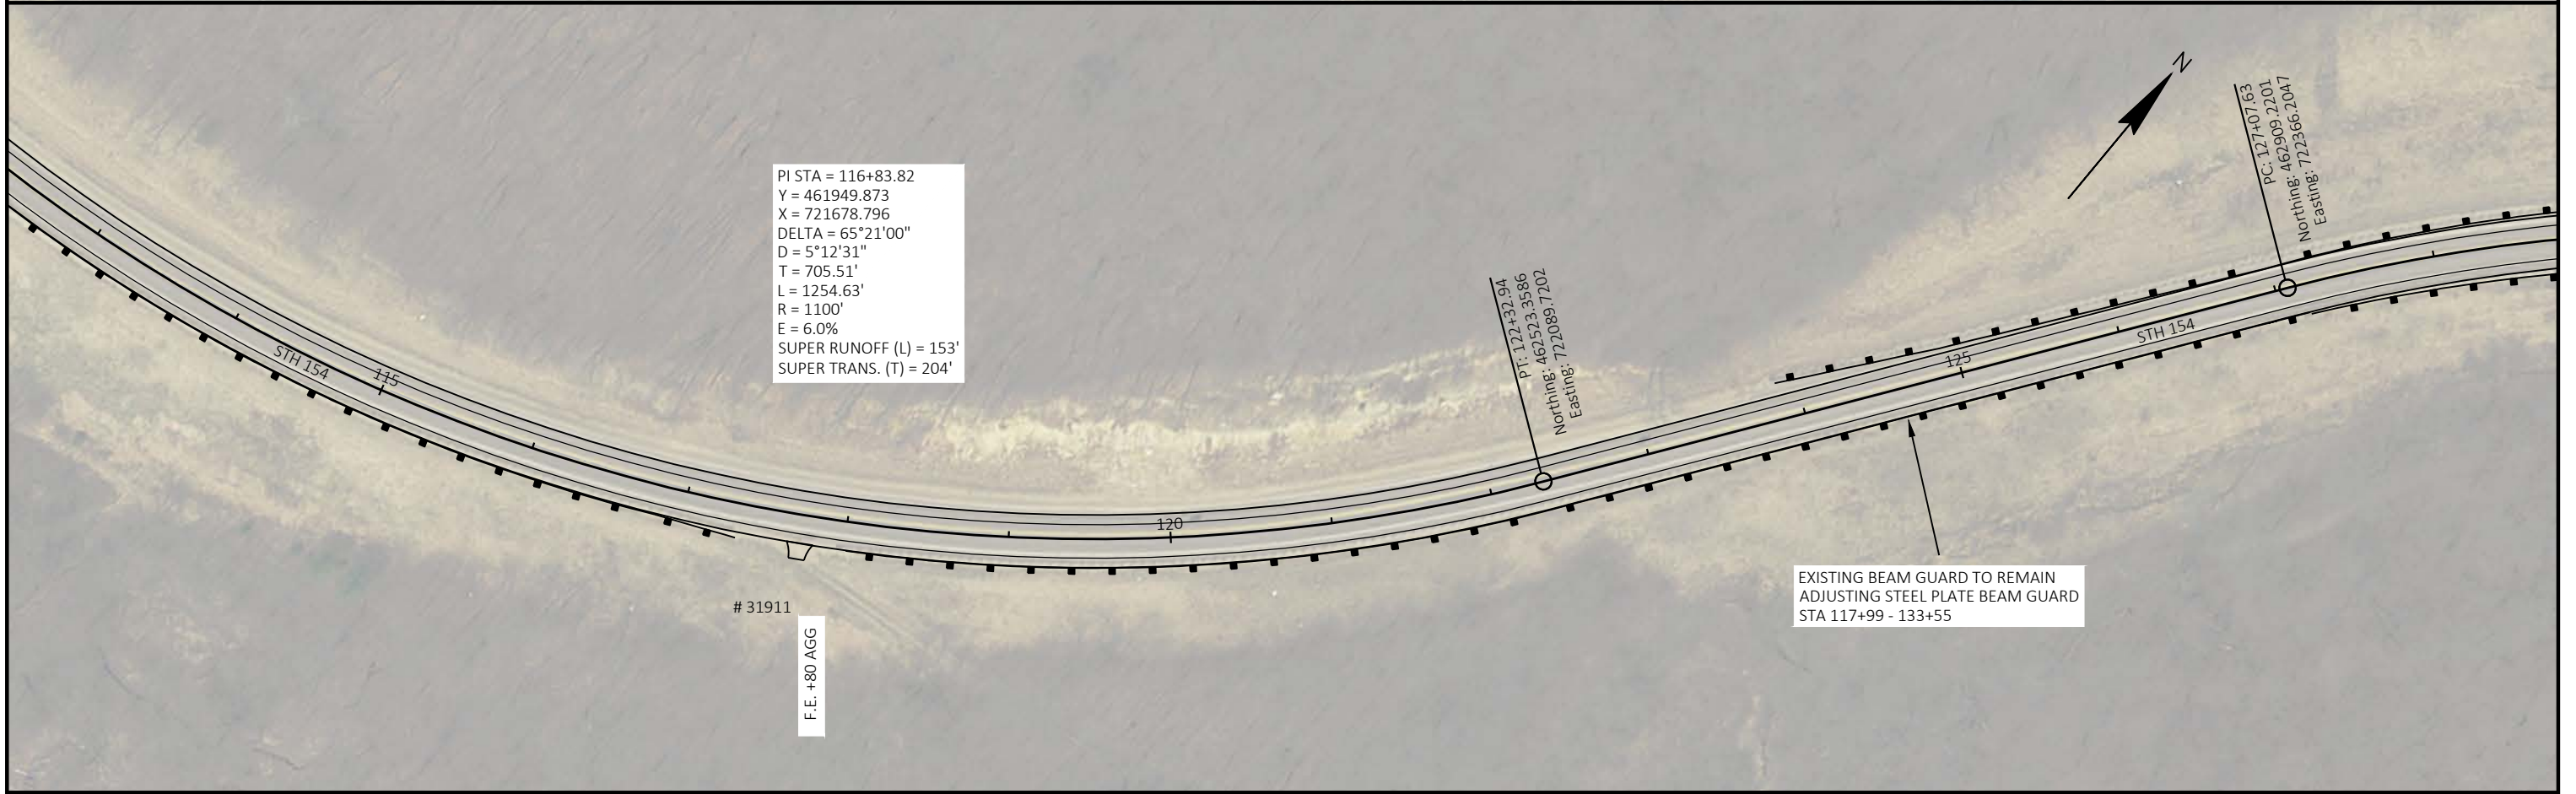 PI STA = 116+83.82
Y = 461949.873
X = 721678.796
DELTA = 65°21'00"
D = 5°12'31"
T = 705.51'
L = 1254.63'
R = 1100'
E = 6.0%
SUPER RUNOFF (L) = 153'
SUPER TRANS. (T) = 204'
N
PC: 127+07.63
Northing: 462909.2201
Easting: 722366.2047
PT: 122+32.94
Northing: 462523.3586
Easting: 722089.7202
STH 154
115
120
125
STH 154
# 31911
F.E. +80 AGG
EXISTING BEAM GUARD TO REMAIN
ADJUSTING STEEL PLATE BEAM GUARD
STA 117+99 - 133+55